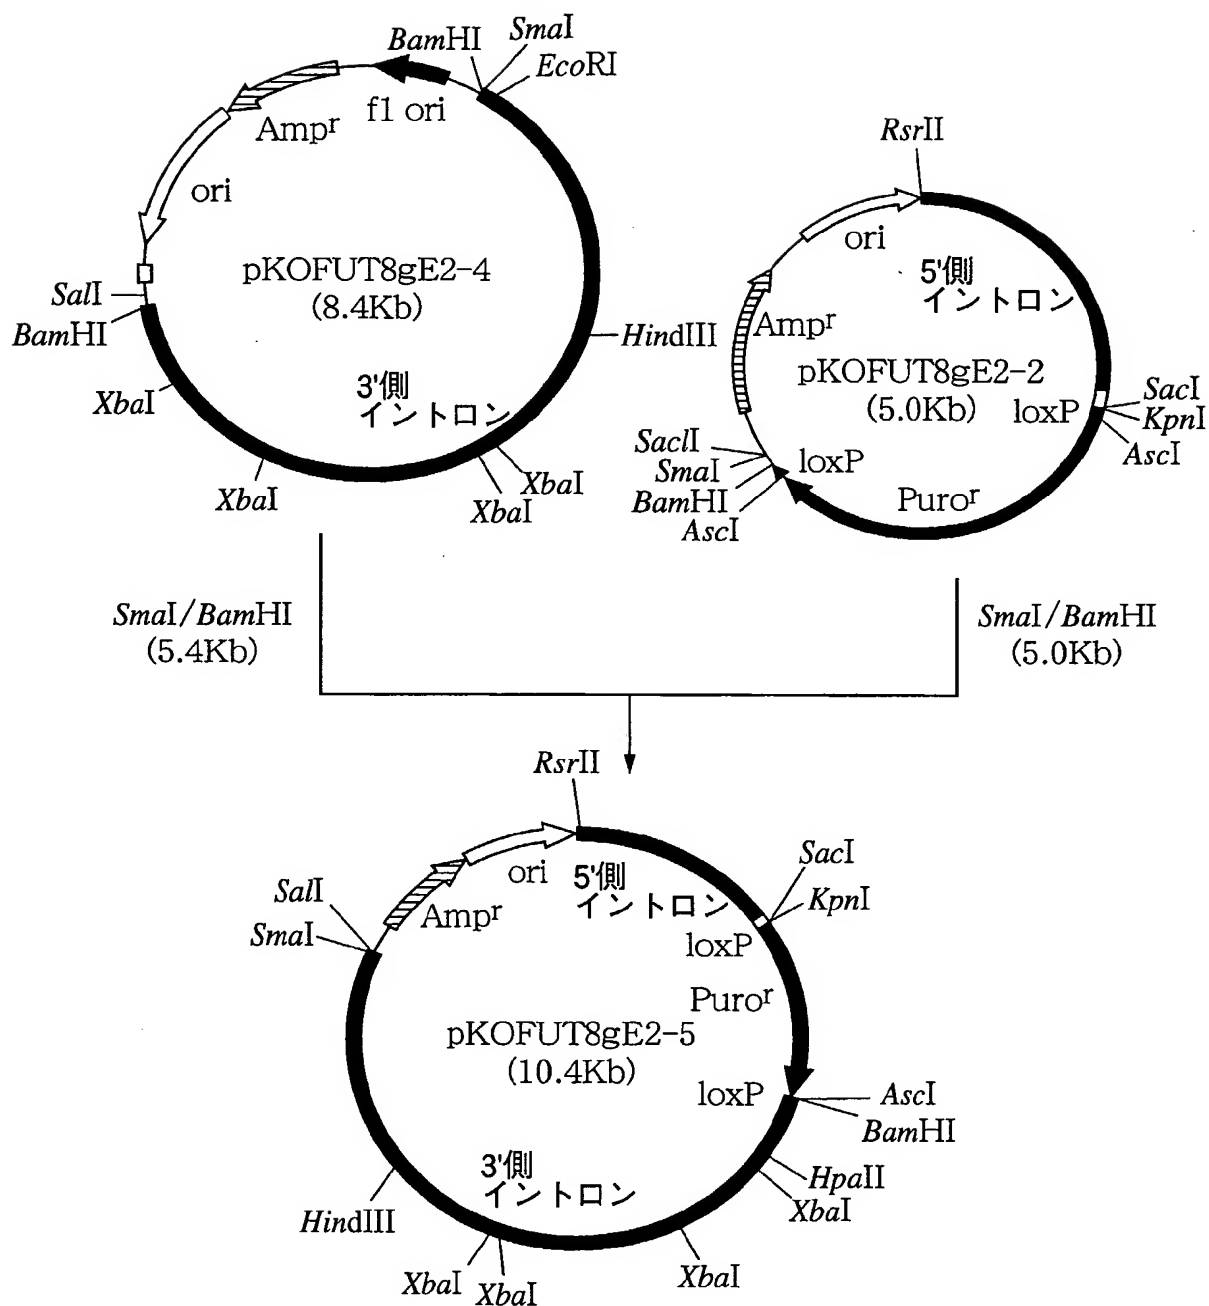 BamHI
SmaI
EcoRI
f1 ori
Ampr
ori
pKOFUT8gE2-4
(8.4Kb)
SalI
BamHI
XbaI
XbaI
XbaI
XbaI
HindIII
3'側
イントロン
RsrII
ori
5'側
イントロン
Ampr
pKOFUT8gE2-2
(5.0Kb)
loxP
SacI
KpnI
AscI
SaclI
SmaI
BamHI
AscI
loxP
Puror
SmaI/BamHI
(5.4Kb)
SmaI/BamHI
(5.0Kb)
RsrII
ori
5'側
イントロン
SacI
KpnI
SalI
SmaI
Ampr
loxP
Puror
pKOFUT8gE2-5
(10.4Kb)
loxP
AscI
BamHI
3'側
イントロン
HpaII
XbaI
HindIII
XbaI
XbaI
XbaI